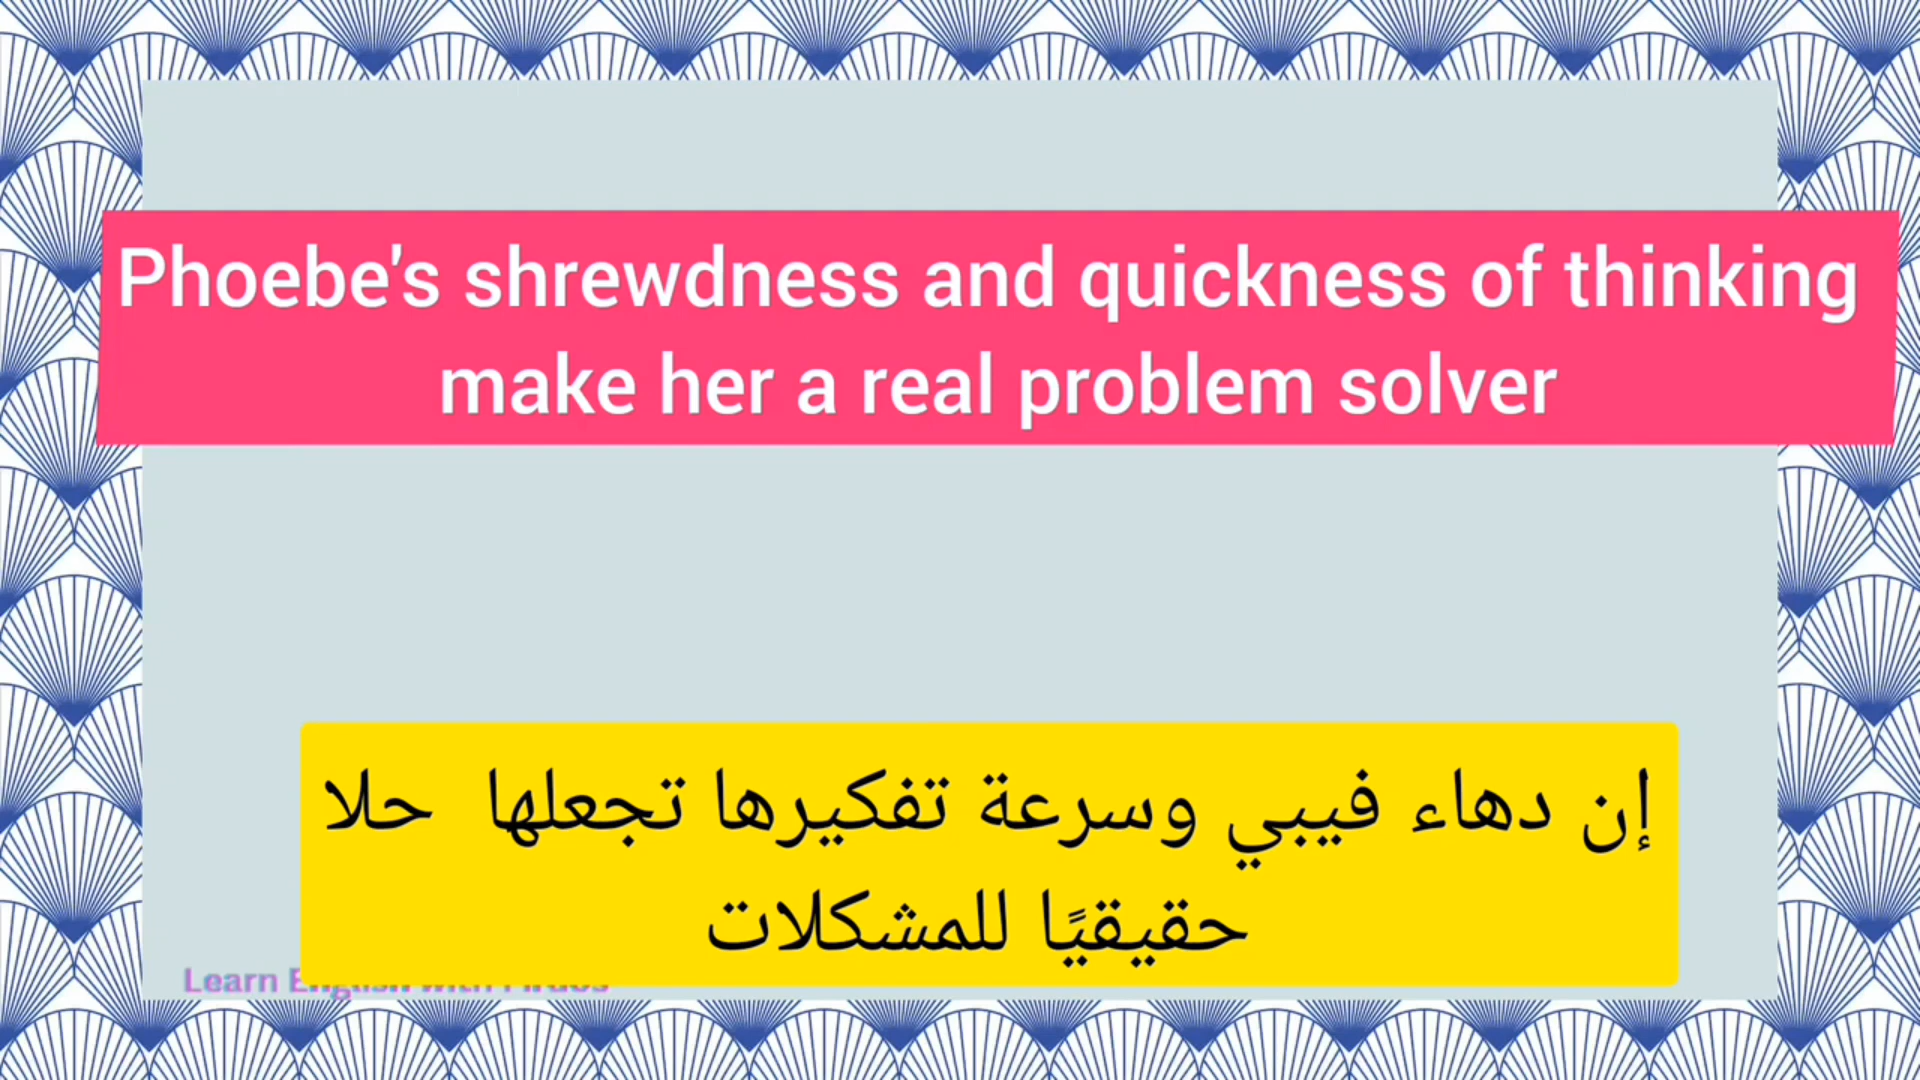 Phoebe's shrewdness and quickness of thinking
make her a real problem solver
إن دهاء فيبي وسرعة تفكيرها تجعلها حلا
حقيقيًا للمشكلات
Learn